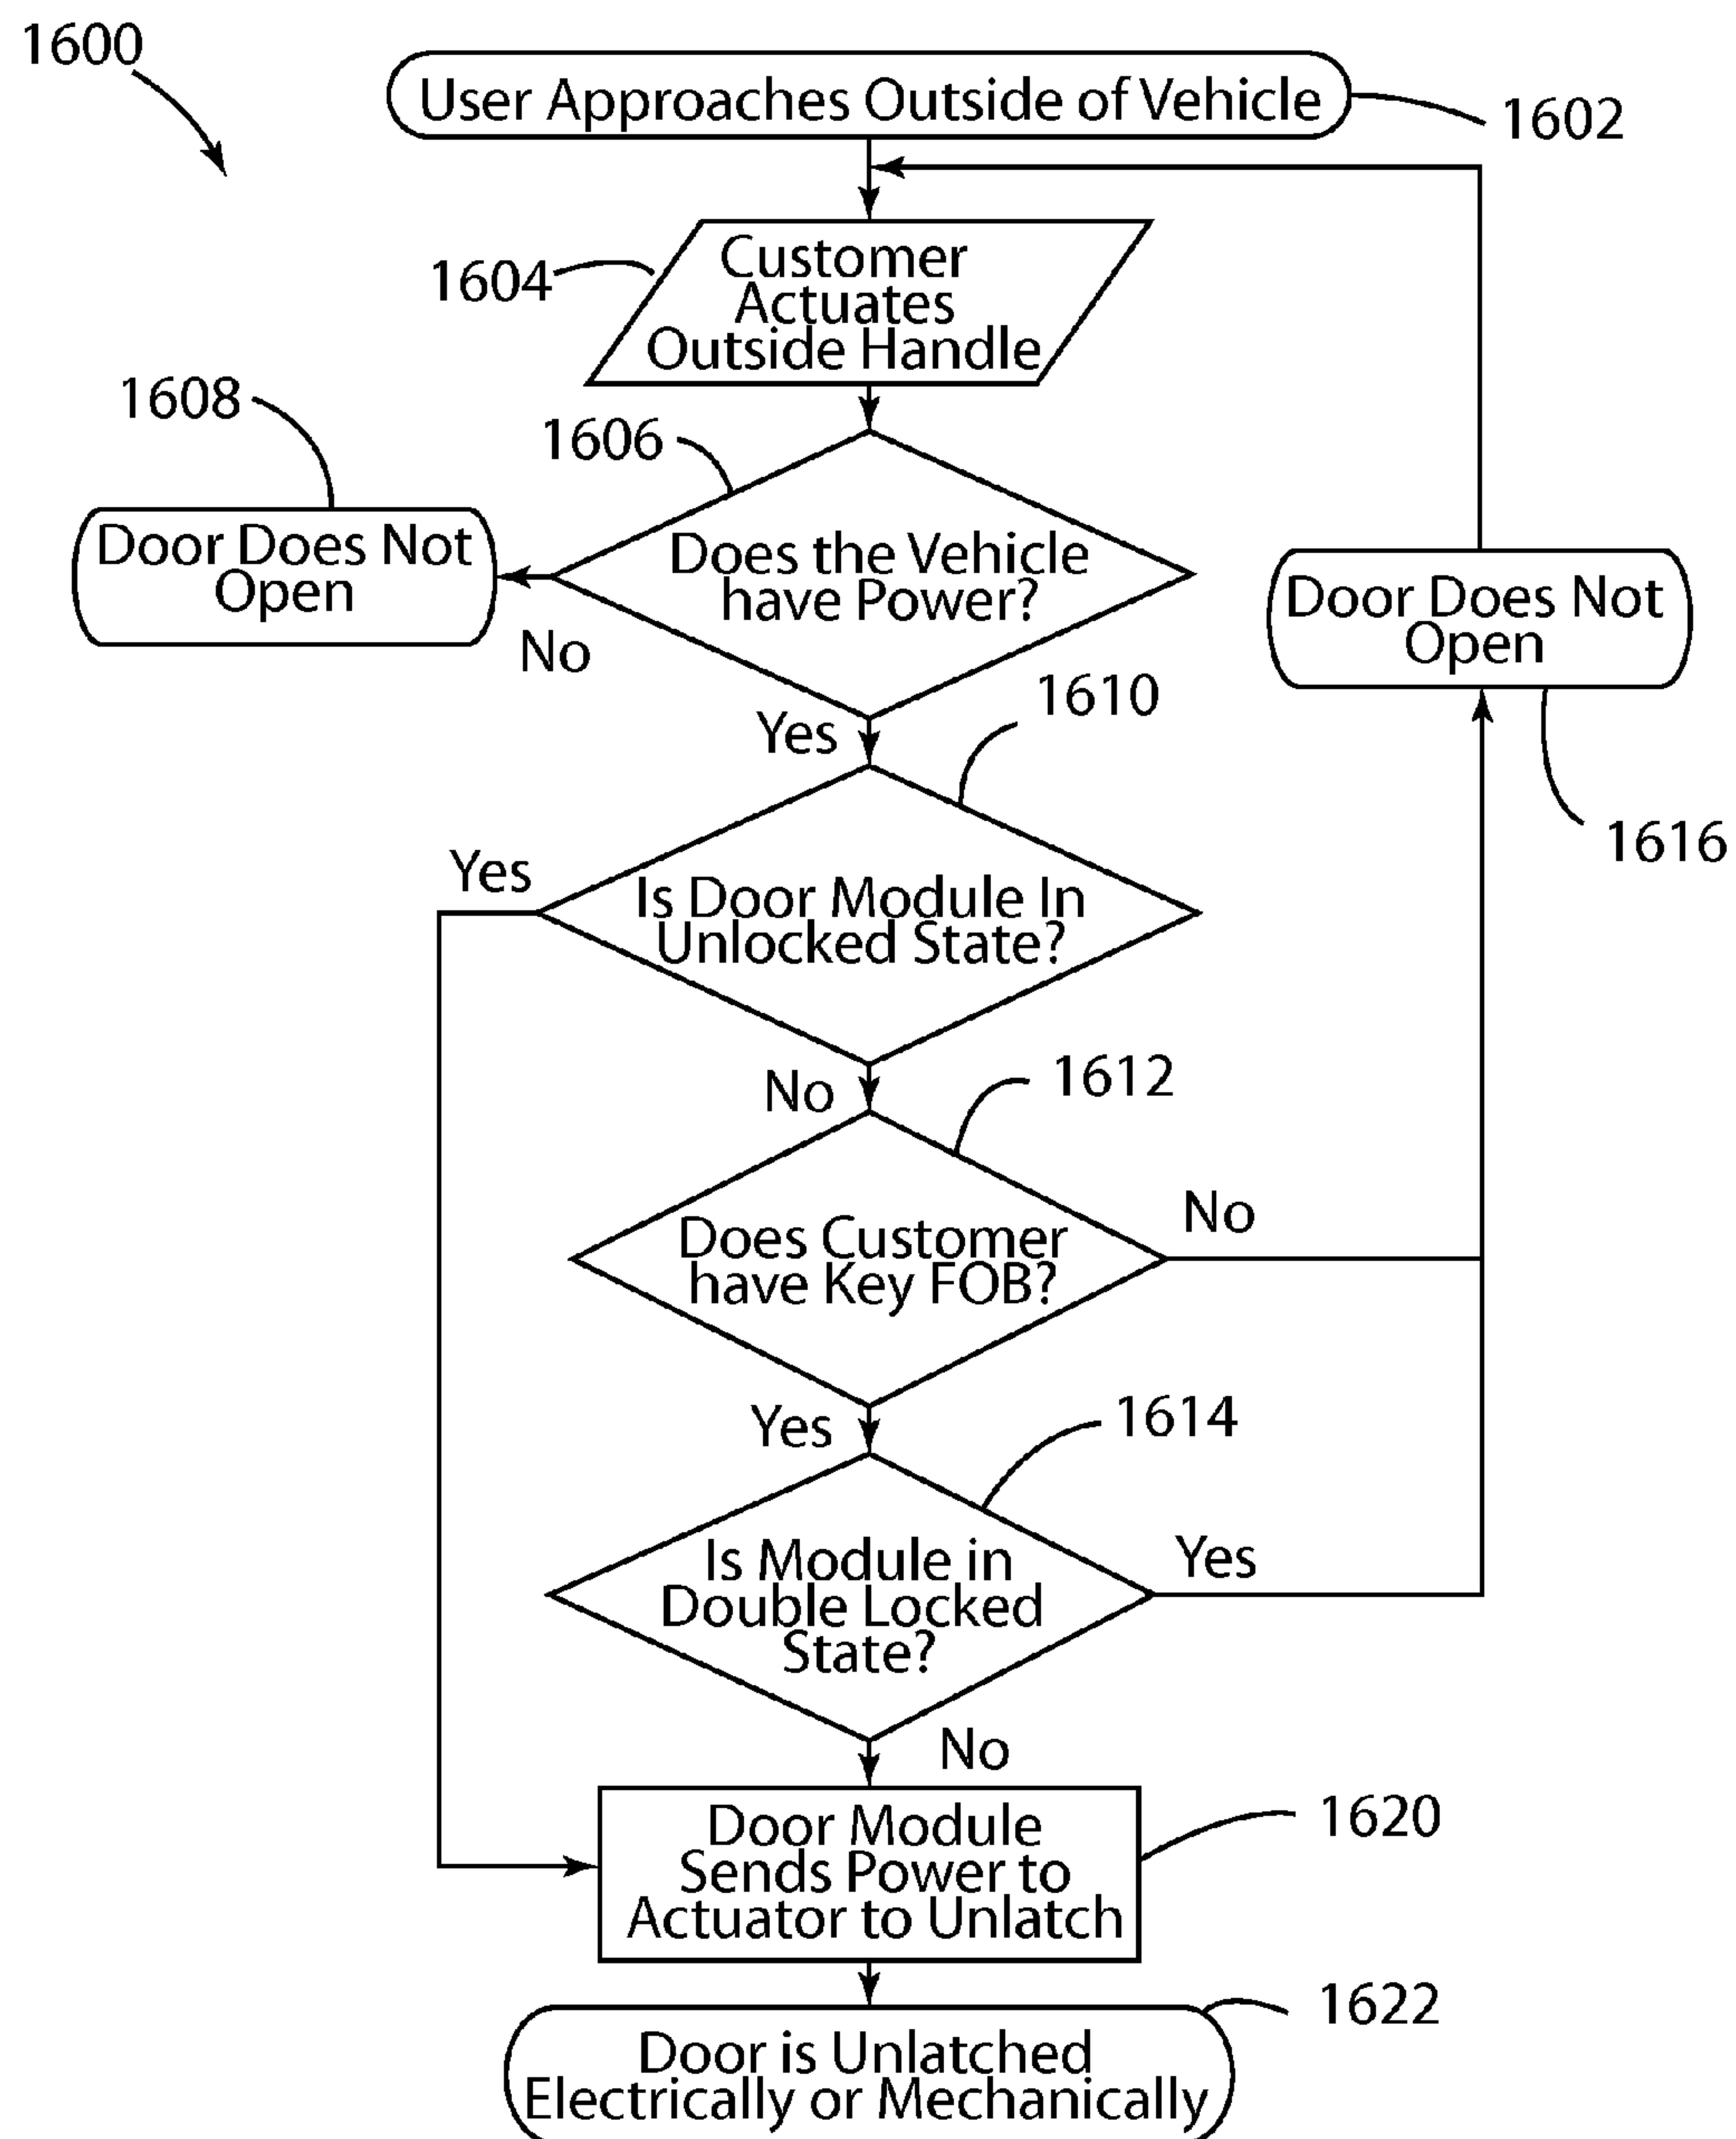 1600
User Approaches Outside of Vehicle
1602
Customer
Actuates
Outside Handle
1604
1608
1606
Door Does Not
Open
Does the Vehicle
have Power?
No
Door Does Not
Open
1610
Yes
1616
Yes
Is Door Module In
Unlocked State?
No
1612
Does Customer
have Key FOB?
No
Yes
1614
Is Module in
Double Locked
State?
Yes
No
Door Module
Sends Power to
Actuator to Unlatch
1620
1622
Door is Unlatched
Electrically or Mechanically